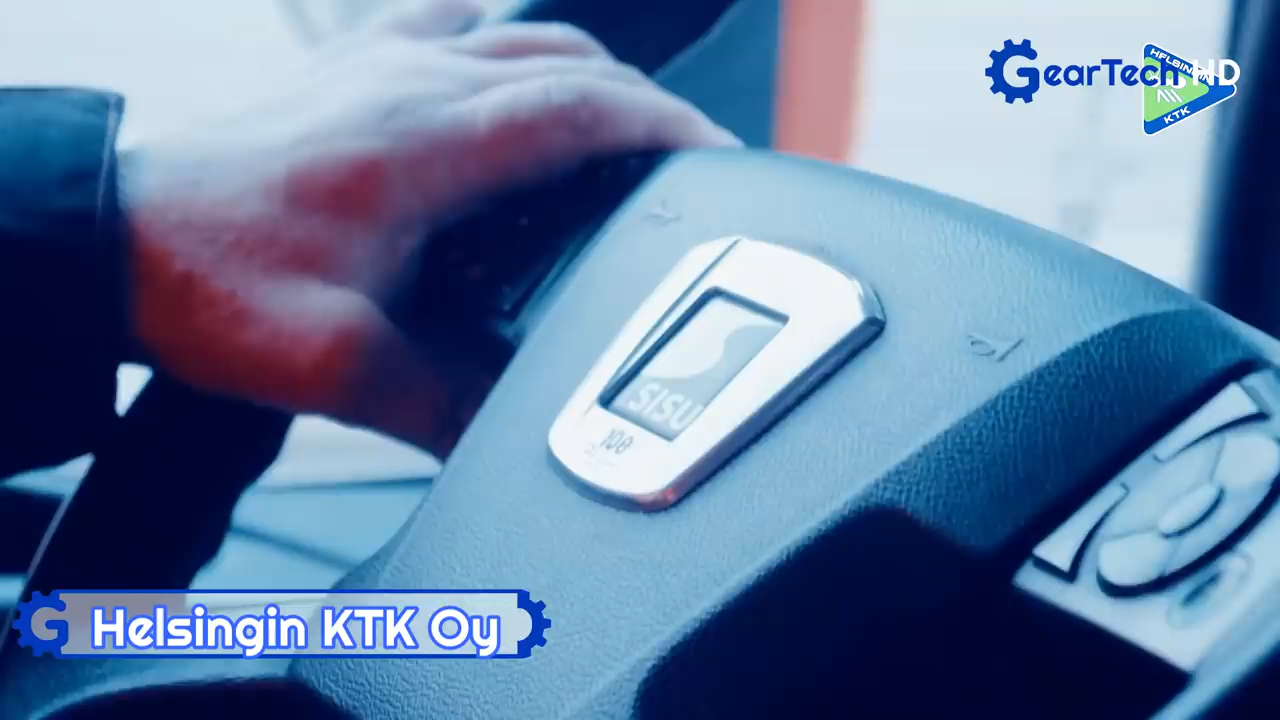 GearTech HD
HELSINGIN
KTK
SISU
100
Helsingin KTK Oy